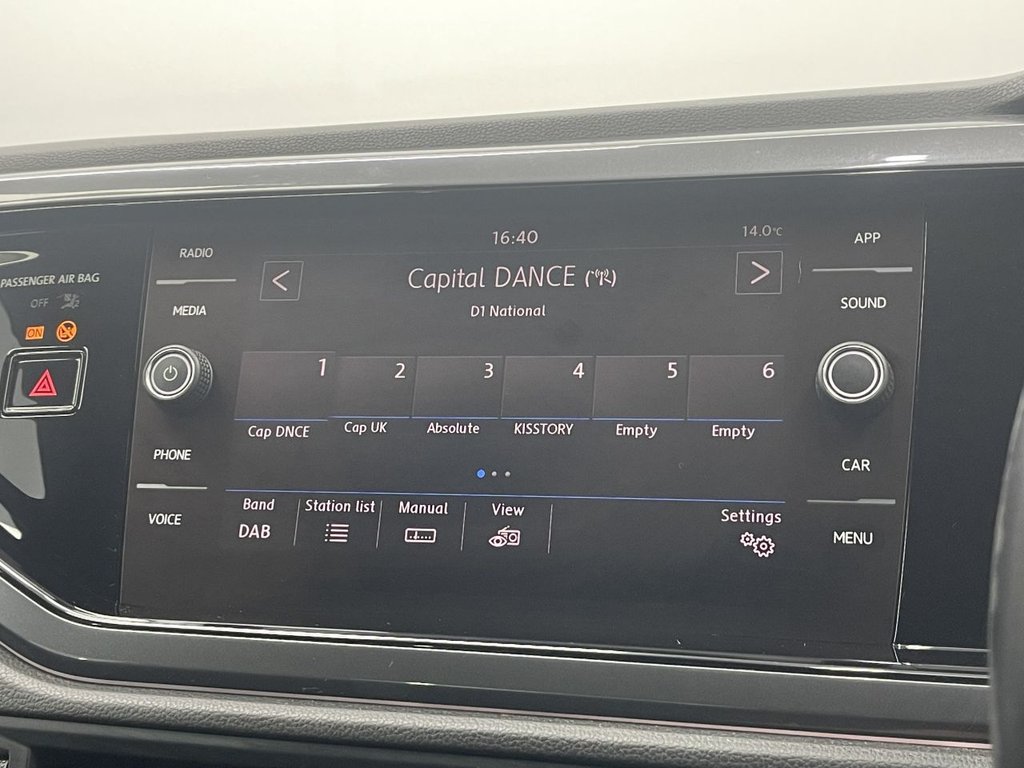 16:40
14.0°C
RADIO
MEDIA
PHONE
VOICE
PASSENGER AIR BAG
OFF
ON
< Capital DANCE >
D1 National
1 2 3 4 5 6
Cap DNCE Cap UK Absolute KISSTORY Empty Empty
Band Station list Manual View Settings
DAB
APP
SOUND
CAR
MENU